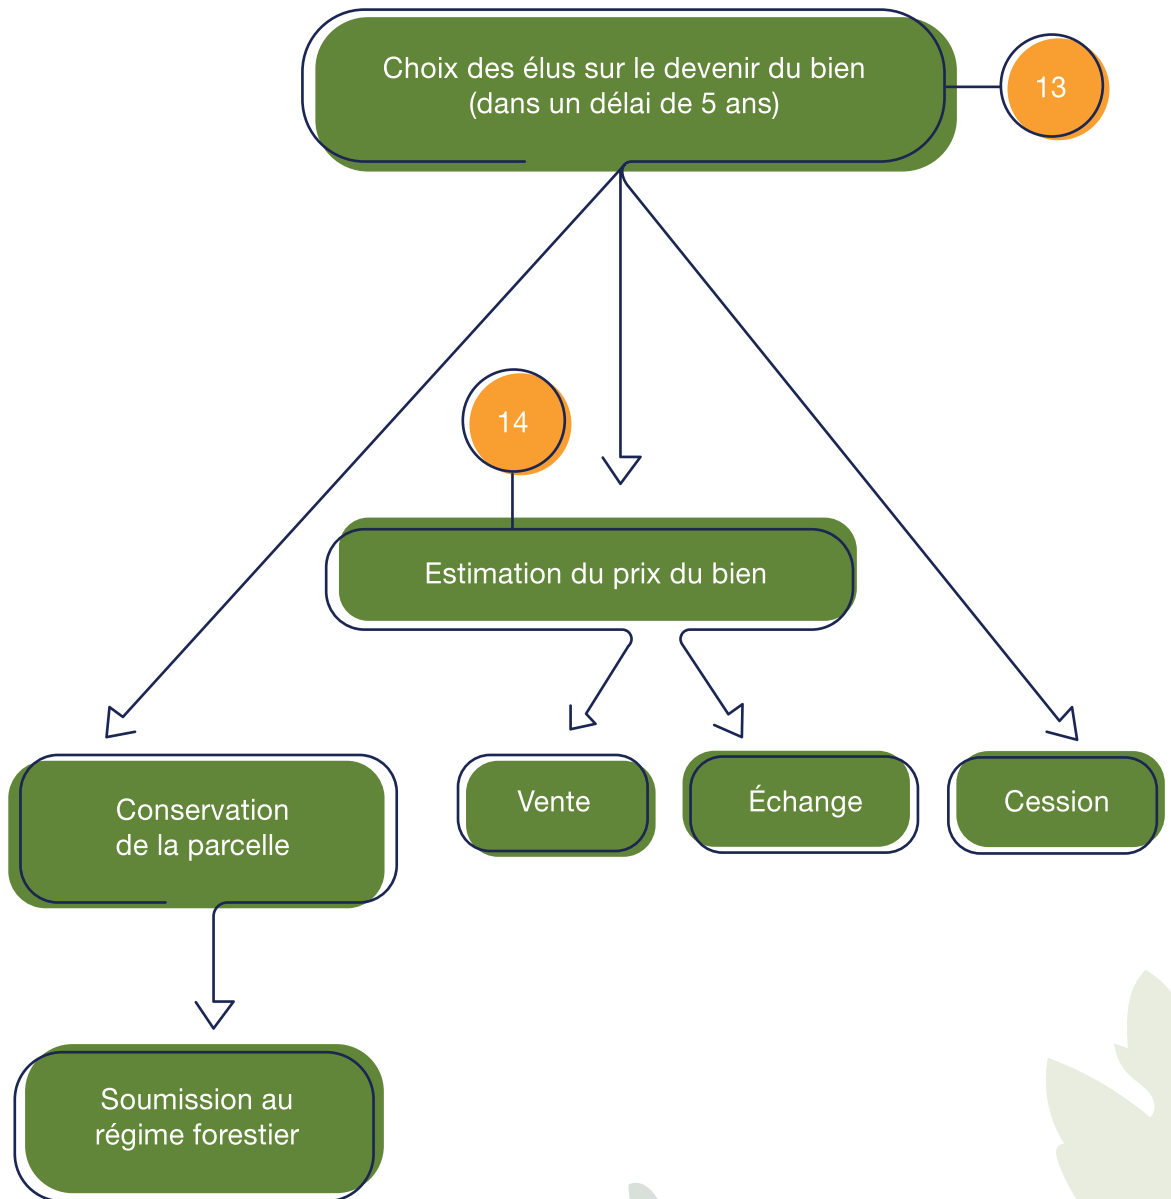 Choix des élus sur le devenir du bien
(dans un délai de 5 ans)
13
14
Estimation du prix du bien
Conservation
de la parcelle
Vente
Échange
Cession
Soumission au
régime forestier